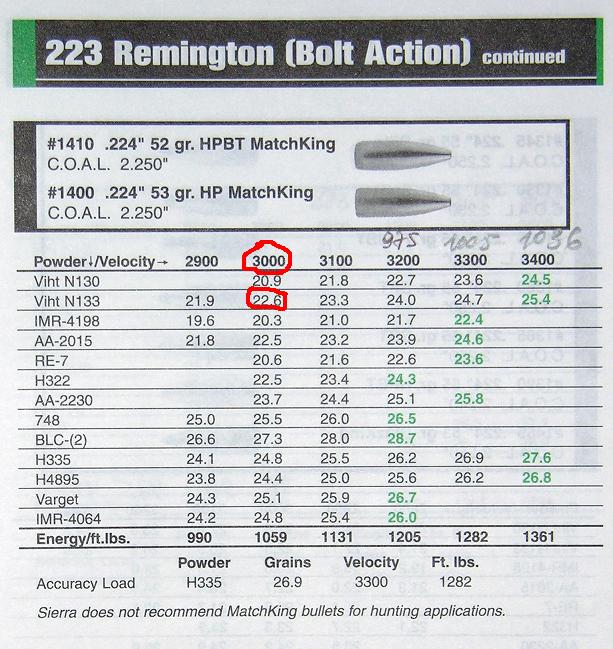 223 Remington (Bolt Action) continued
#1410 .224" 52 gr. HPBT MatchKing
C.O.A.L. 2.250"
#1400 .224" 53 gr. HP MatchKing
C.O.A.L. 2.250"
975 1005 1036
Powder↓/Velocity→ 2900 3000 3100 3200 3300 3400
Viht N130 20.9 21.8 22.7 23.6 24.5
Viht N133 21.9 22.6 23.3 24.0 24.7 25.4
IMR-4198 19.6 20.3 21.0 21.7 22.4
AA-2015 21.8 22.5 23.2 23.9 24.6
RE-7 20.6 21.6 22.6 23.6
H322 22.5 23.4 24.3
AA-2230 23.7 24.4 25.1 25.8
748 25.0 25.5 26.0 26.5
BLC-(2) 26.6 27.3 28.0 28.7
H335 24.1 24.8 25.5 26.2 26.9 27.6
H4895 23.8 24.4 25.0 25.6 26.2 26.8
Varget 24.3 25.1 25.9 26.7
IMR-4064 24.2 24.8 25.4 26.0
Energy/ft.lbs. 990 1059 1131 1205 1282 1361
Powder Grains Velocity Ft. Lbs.
Accuracy Load H335 26.9 3300 1282
Sierra does not recommend MatchKing bullets for hunting applications.